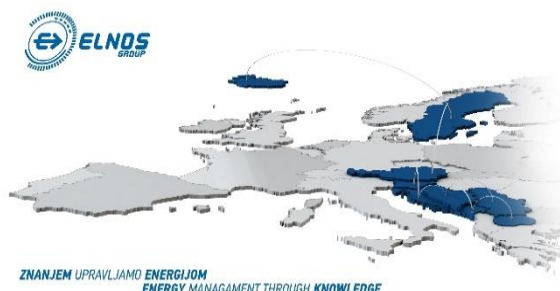 ELNOS
GROUP
ZNANJEM UPRAVLJAMO ENERGIJOM
ENERGY MANAGAMENT THROUGH KNOWLEDGE